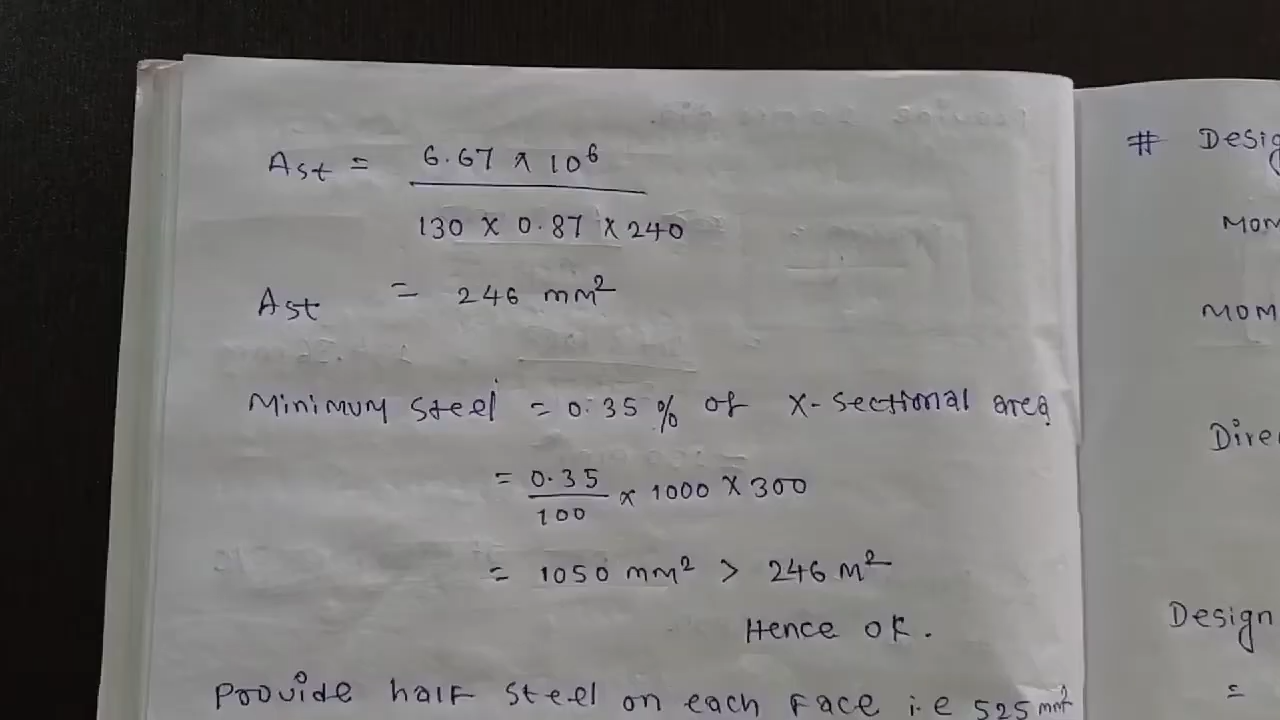 Ast = 6.67 x 10⁶
130 x 0.87 x 240
Ast = 246 mm²
Minimum steel = 0.35 % of x-sectional area
= 0.35 / 100 x 1000 x 300
= 1050 mm² > 246 m²
Hence OK.
Provide half steel on each face i.e 525 mm²
# Desig
Mom
Mom
Dire
Design
=